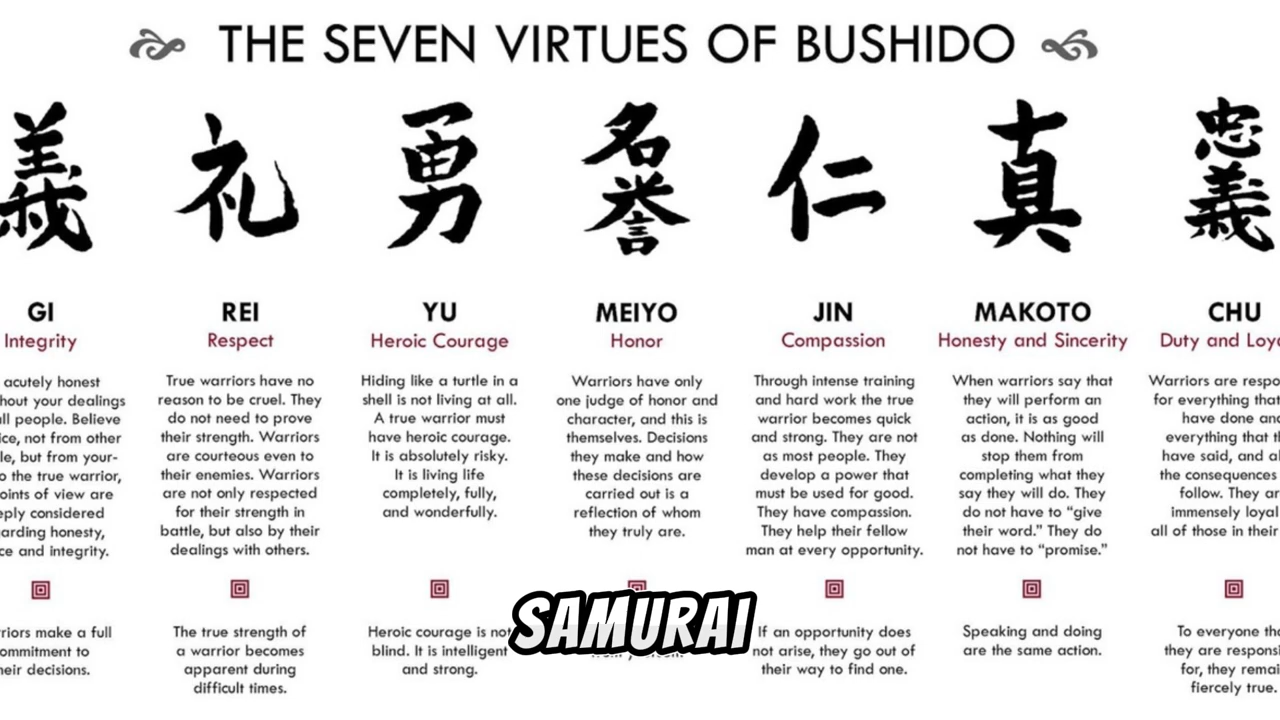 THE SEVEN VIRTUES OF BUSHIDO
義
GI
Integrity
acutely honest
hout your dealings
all people. Believe
ice, not from other
le, but from your-
o the true warrior,
oints of view are
eply considered
arding honesty,
ce and integrity.
riors make a full
ommitment to
heir decisions.
礼
REI
Respect
True warriors have no
reason to be cruel. They
do not need to prove
their strength. Warriors
are courteous even to
their enemies. Warriors
are not only respected
for their strength in
battle, but also by their
dealings with others.
The true strength of
a warrior becomes
apparent during
difficult times.
勇
YU
Heroic Courage
Hiding like a turtle in a
shell is not living at all.
A true warrior must
have heroic courage.
It is absolutely risky.
It is living life
completely, fully,
and wonderfully.
Heroic courage is not
blind. It is intelligent
and strong.
名
誉
MEIYO
Honor
Warriors have only
one judge of honor and
character, and this is
themselves. Decisions
they make and how
these decisions are
carried out is a
reflection of whom
they truly are.
SAMURAI
仁
JIN
Compassion
Through intense training
and hard work the true
warrior becomes quick
and strong. They are not
as most people. They
develop a power that
must be used for good.
They have compassion.
They help their fellow
man at every opportunity.
If an opportunity does
not arise, they go out of
their way to find one.
真
MAKOTO
Honesty and Sincerity
When warriors say that
they will perform an
action, it is as good
as done. Nothing will
stop them from
completing what they
say they will do. They
do not have to “give
their word.” They do
not have to “promise.”
Speaking and doing
are the same action.
忠
義
CHU
Duty and Loya
Warriors are respo
for everything that
have done and
everything that th
have said, and al
the consequences
follow. They ar
immensely loyal
all of those in their
To everyone tha
they are responsi
for, they remai
fiercely true.